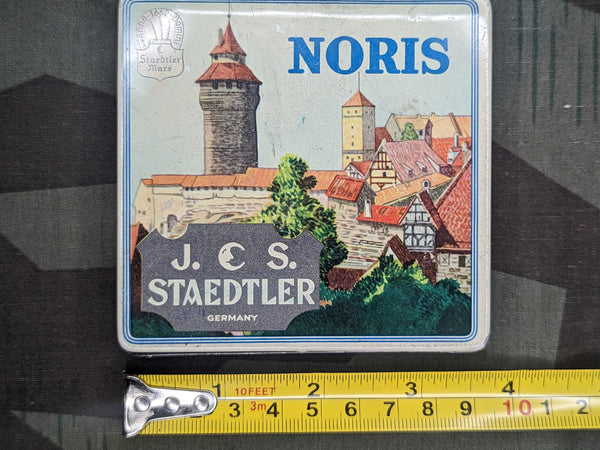 Staedtler
Mars
NORIS
J. S.
STAEDTLER
GERMANY
1 10FEET 2 3 4
3m 3 4 5 6 7 8 9 10 1 2